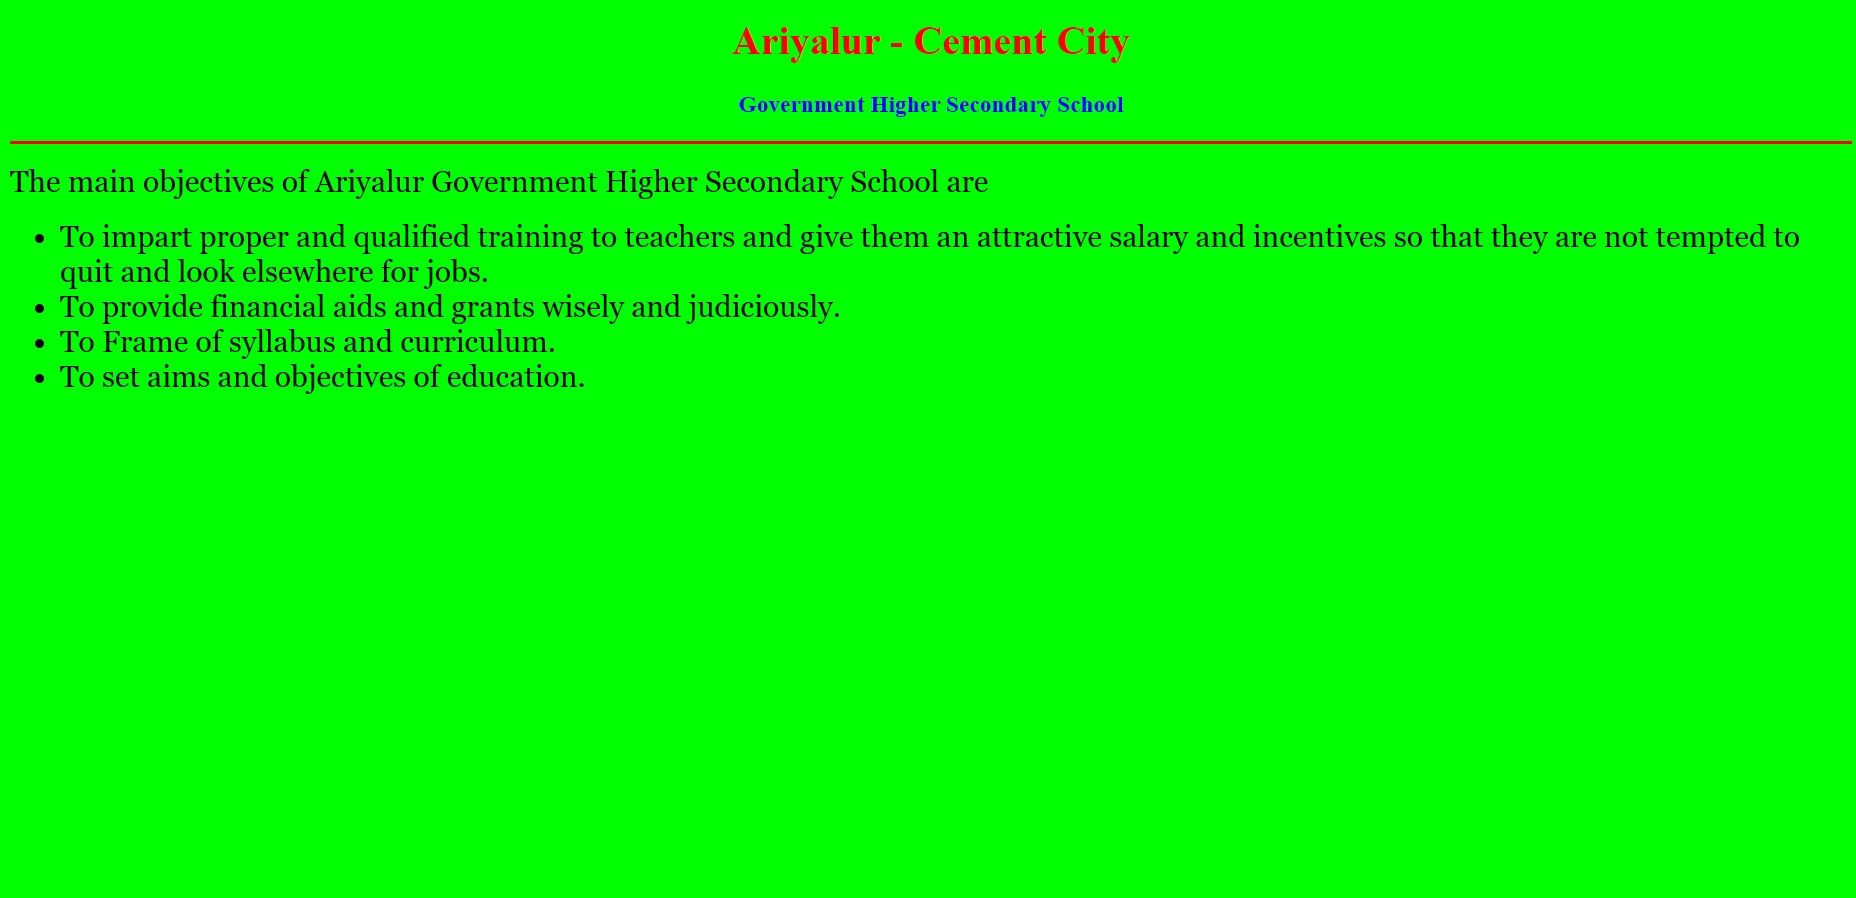 Ariyalur - Cement City
Government Higher Secondary School
The main objectives of Ariyalur Government Higher Secondary School are
• To impart proper and qualified training to teachers and give them an attractive salary and incentives so that they are not tempted to
quit and look elsewhere for jobs.
• To provide financial aids and grants wisely and judiciously.
• To Frame of syllabus and curriculum.
• To set aims and objectives of education.